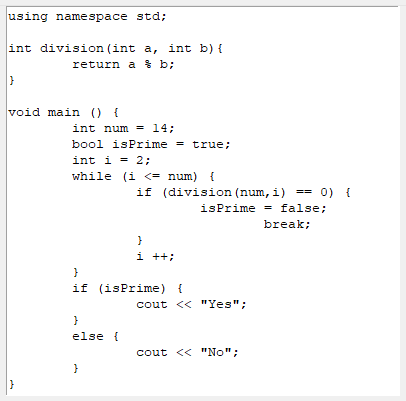 using namespace std;
int division(int a, int b){
return a % b;
}
void main () {
int num = 14;
bool isPrime = true;
int i = 2;
while (i <= num) {
if (division(num,i) == 0) {
isPrime = false;
break;
}
i ++;
}
if (isPrime) {
cout << "Yes";
}
else {
cout << "No";
}
}